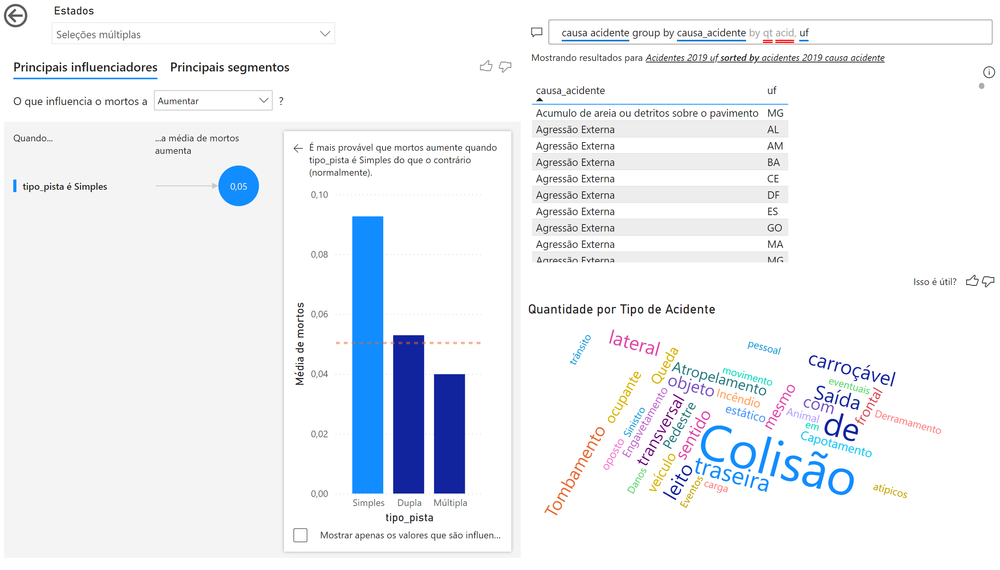 Estados
Seleções múltiplas
Principais influenciadores Principais segmentos
O que influencia o mortos a Aumentar ?
Quando...
...a média de mortos
aumenta
tipo_pista é Simples
0,05
É mais provável que mortos aumente quando
tipo_pista é Simples do que o contrário
(normalmente).
0,10
0,08
0,06
0,04
0,02
0,00
Média de mortos
Simples Dupla Múltipla
tipo_pista
Mostrar apenas os valores que são influen...
causa acidente group by causa_acidente by qt acid, uf
Mostrando resultados para Acidentes 2019 uf sorted by acidentes 2019 causa acidente
causa_acidente uf
Acumulo de areia ou detritos sobre o pavimento MG
Agressão Externa AL
Agressão Externa AM
Agressão Externa BA
Agressão Externa CE
Agressão Externa DF
Agressão Externa ES
Agressão Externa GO
Agressão Externa MA
Agressão Externa MG
Isso é útil?
Quantidade por Tipo de Acidente
trânsito
lateral
pessoal
Queda
carroçável
Atropelamento
movimento
objeto
eventuais
ocupante
Incêndio
mesmo
Saída
com
frontal
Engavetamento
transversal
Pedestre
estático
Animal
Derramamento
Sinistro
sentido
em
de
Capotamento
Tombamento
oposto
Colisão
traseira
veículo
leito
Danos
Eventos
carga
atípicos